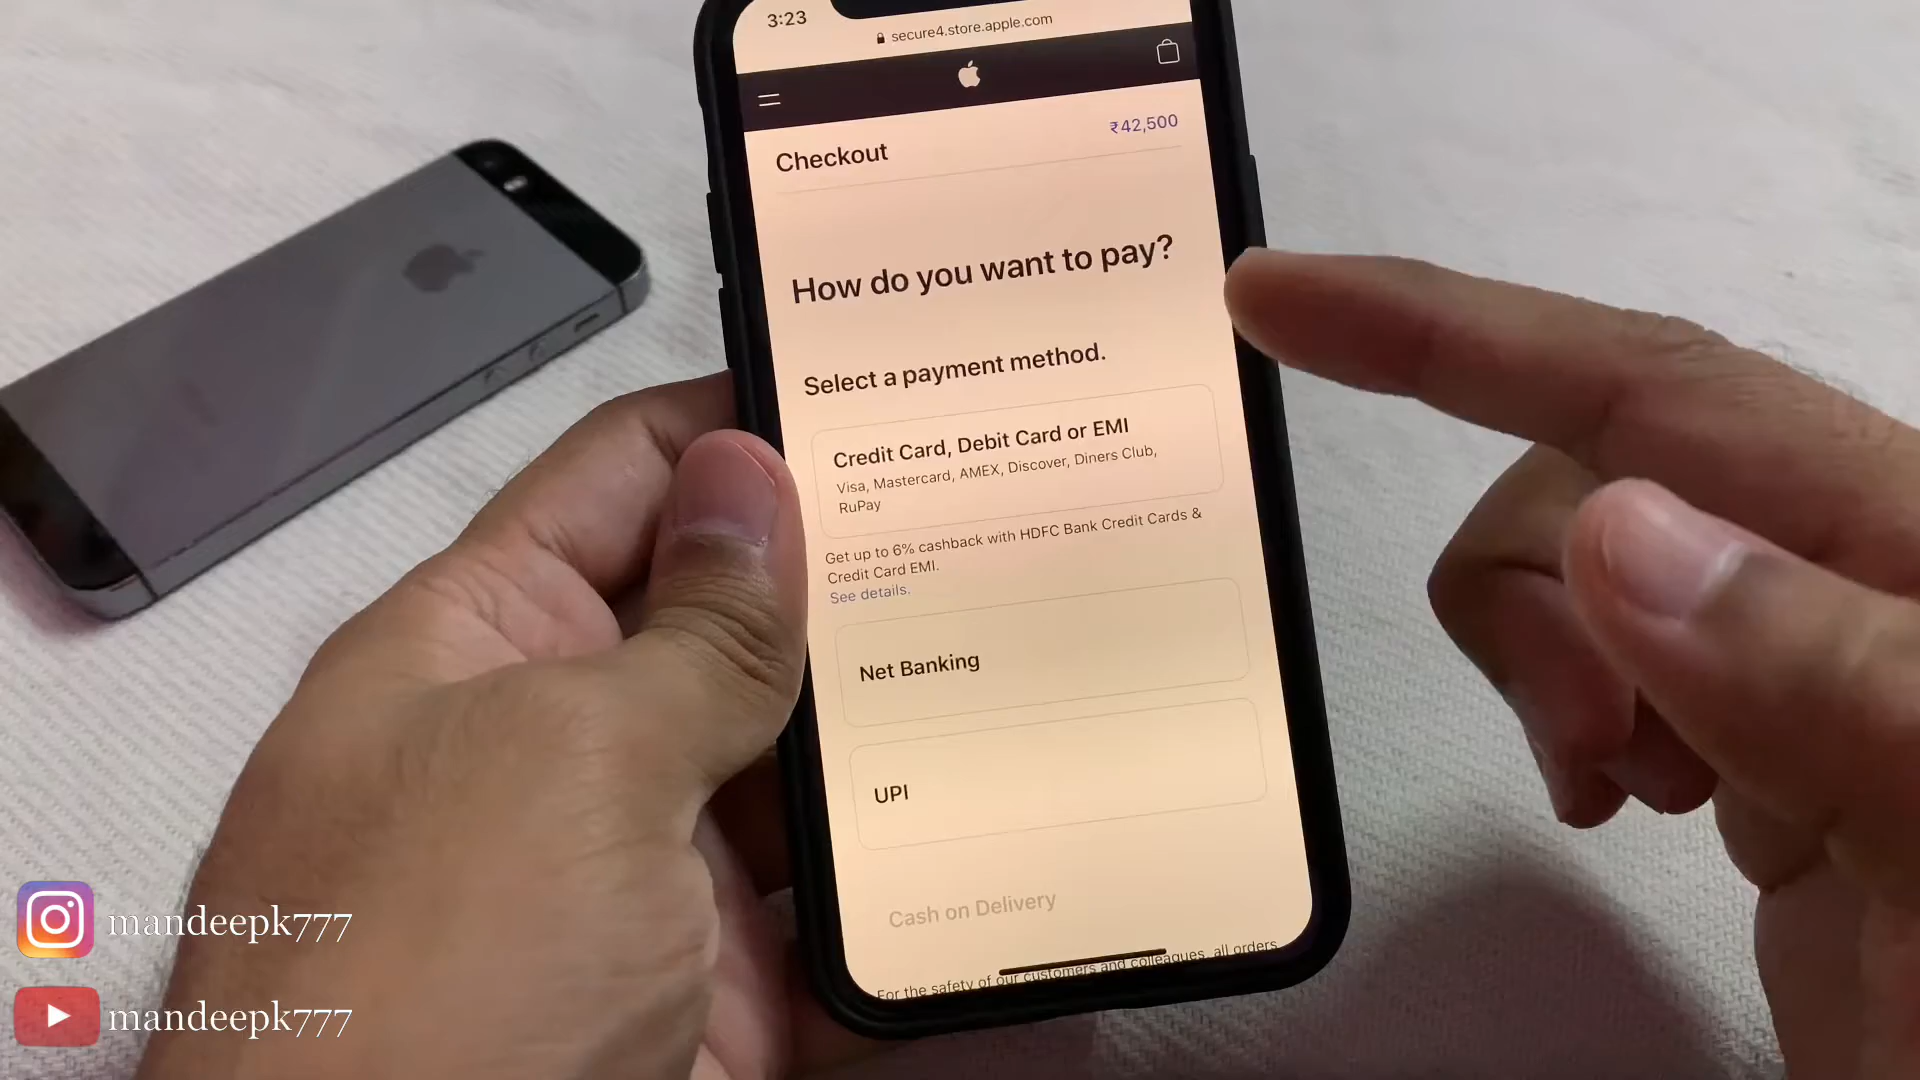 3:23
secure4.store.apple.com
Checkout
₹42,500
How do you want to pay?
Select a payment method.
Credit Card, Debit Card or EMI
Visa, Mastercard, AMEX, Discover, Diners Club,
RuPay
Get up to 6% cashback with HDFC Bank Credit Cards &
Credit Card EMI.
See details.
Net Banking
UPI
Cash on Delivery
For the safety of our customers and colleagues, all orders
mandeepk777
mandeepk777